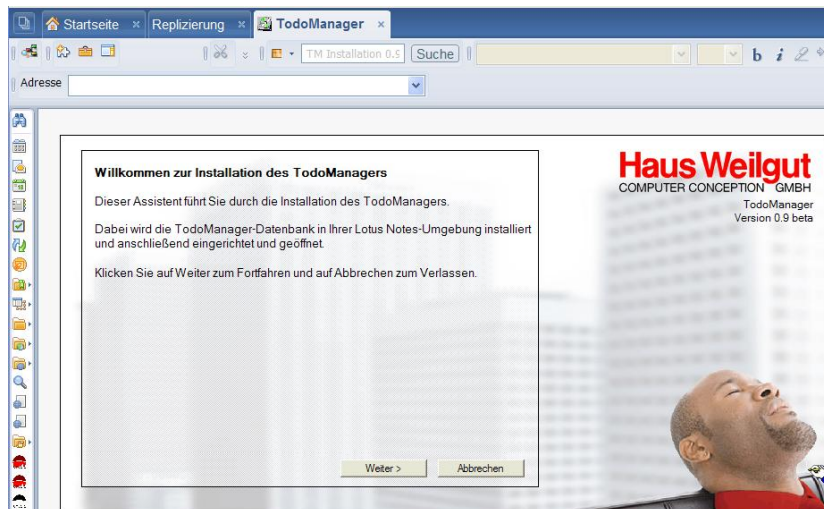 Startseite
Replizierung
TodoManager
TM Installation 0.9
Suche
b i
Adresse
Willkommen zur Installation des TodoManagers
Dieser Assistent führt Sie durch die Installation des TodoManagers.
Dabei wird die TodoManager-Datenbank in Ihrer Lotus Notes-Umgebung installiert
und anschließend eingerichtet und geöffnet.
Klicken Sie auf Weiter zum Fortfahren und auf Abbrechen zum Verlassen.
Weiter >
Abbrechen
Haus Weilgut
COMPUTER CONCEPTION GMBH
TodoManager
Version 0.9 beta